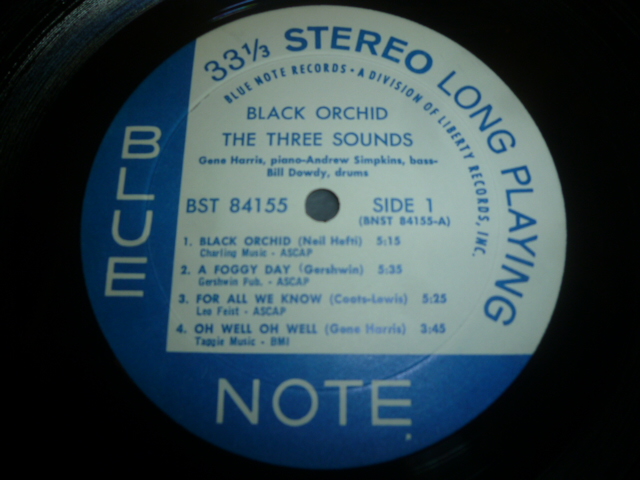 33 1/3 STEREO LONG PLAYING
BLUE NOTE RECORDS • A DIVISION OF LIBERTY RECORDS, INC.
BLACK ORCHID
THE THREE SOUNDS
Gene Harris, piano-Andrew Simpkins, bass-
Bill Dowdy, drums
BST 84155 SIDE 1
(BNST 84155-A)
1. BLACK ORCHID (Neil Hefti) 5:15
Charling Music - ASCAP
2. A FOGGY DAY (Gershwin) 5:35
Gershwin Pub. - ASCAP
3. FOR ALL WE KNOW (Coots-Lewis) 5:25
Leo Feist - ASCAP
4. OH WELL OH WELL (Gene Harris) 3:45
Taggie Music - BMI
BLUE
NOTE